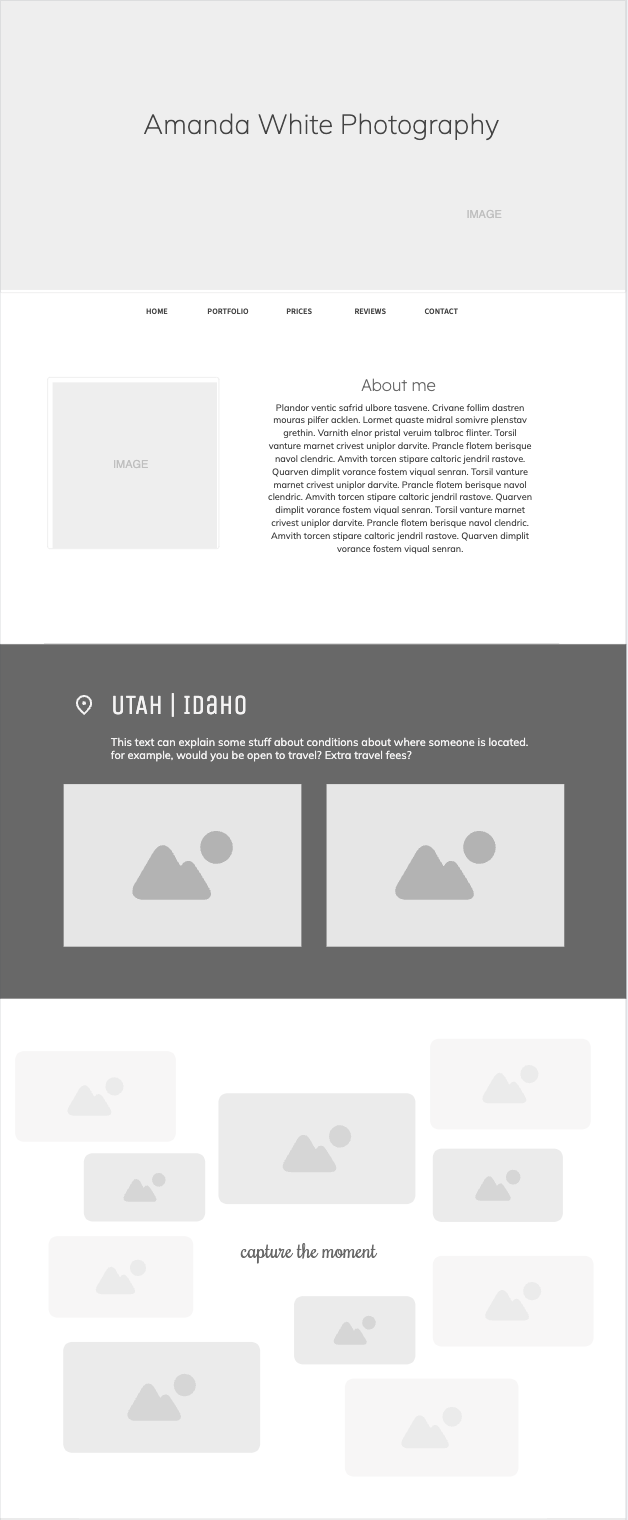 Amanda White Photography
IMAGE
HOME PORTFOLIO PRICES REVIEWS CONTACT
IMAGE
About me
Plandor ventic safrid ulbore tasvene. Crivane follim dastren
mouras pilfer acklen. Lormet quaste midral somivre plenstav
grethin. Varnith elnor pristal veruim talbroc flinter. Torsil
vanture marnet crivest uniplor darvite. Prancle flotem berisque
navol clendric. Amvith torcen stipare caltoric jendril rastove.
Quarven dimplit vorance fostem viqual senran. Torsil vanture
marnet crivest uniplor darvite. Prancle flotem berisque navol
clendric. Amvith torcen stipare caltoric jendril rastove. Quarven
dimplit vorance fostem viqual senran. Torsil vanture marnet
crivest uniplor darvite. Prancle flotem berisque navol clendric.
Amvith torcen stipare caltoric jendril rastove. Quarven dimplit
vorance fostem viqual senran.
UTAH | IDaHO
This text can explain some stuff about conditions about where someone is located.
for example, would you be open to travel? Extra travel fees?
capture the moment